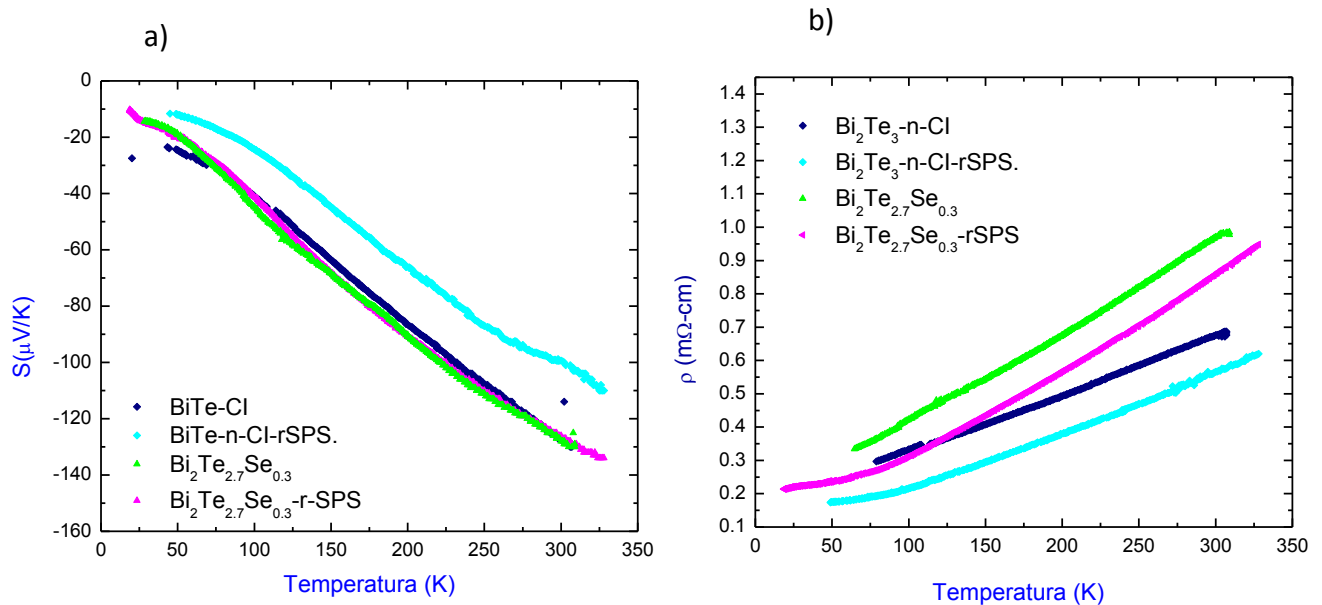 a)
0
-20
-40
-60
-80
-100
-120
-140
-160
S(μV/K)
BiTe-Cl
BiTe-n-Cl-rSPS.
Bi₂Te₂.₇Se₀.₃
Bi₂Te₂.₇Se₀.₃-r-SPS
0 50 100 150 200 250 300 350
Temperatura (K)
b)
1.4
1.3
1.2
1.1
1.0
0.9
0.8
0.7
0.6
0.5
0.4
0.3
0.2
0.1
ρ (mΩ-cm)
Bi₂Te₃-n-Cl
Bi₂Te₃-n-Cl-rSPS.
Bi₂Te₂.₇Se₀.₃
Bi₂Te₂.₇Se₀.₃-rSPS
0 50 100 150 200 250 300 350
Temperatura (K)